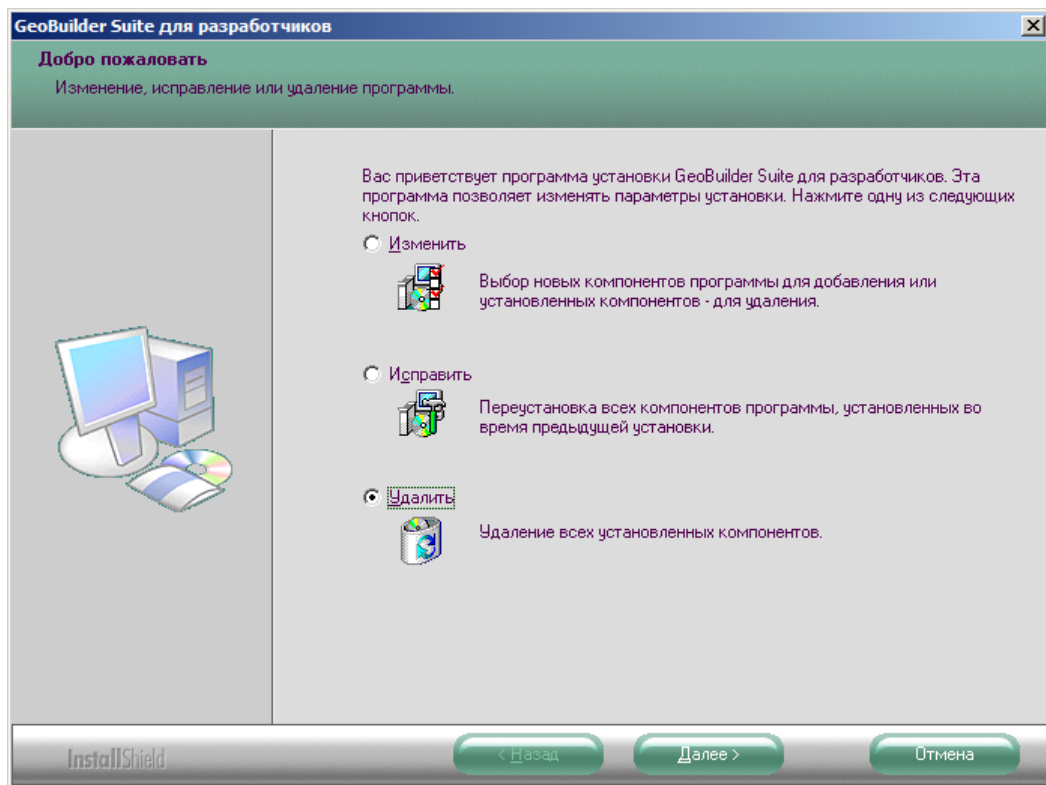 GeoBuilder Suite для разработчиков
Добро пожаловать
Изменение, исправление или удаление программы.
Вас приветствует программа установки GeoBuilder Suite для разработчиков. Эта
программа позволяет изменять параметры установки. Нажмите одну из следующих
кнопок.
Изменить
Выбор новых компонентов программы для добавления или
установленных компонентов - для удаления.
Исправить
Переустановка всех компонентов программы, установленных во
время предыдущей установки.
Удалить
Удаление всех установленных компонентов.
InstallShield
< Назад
Далее >
Отмена